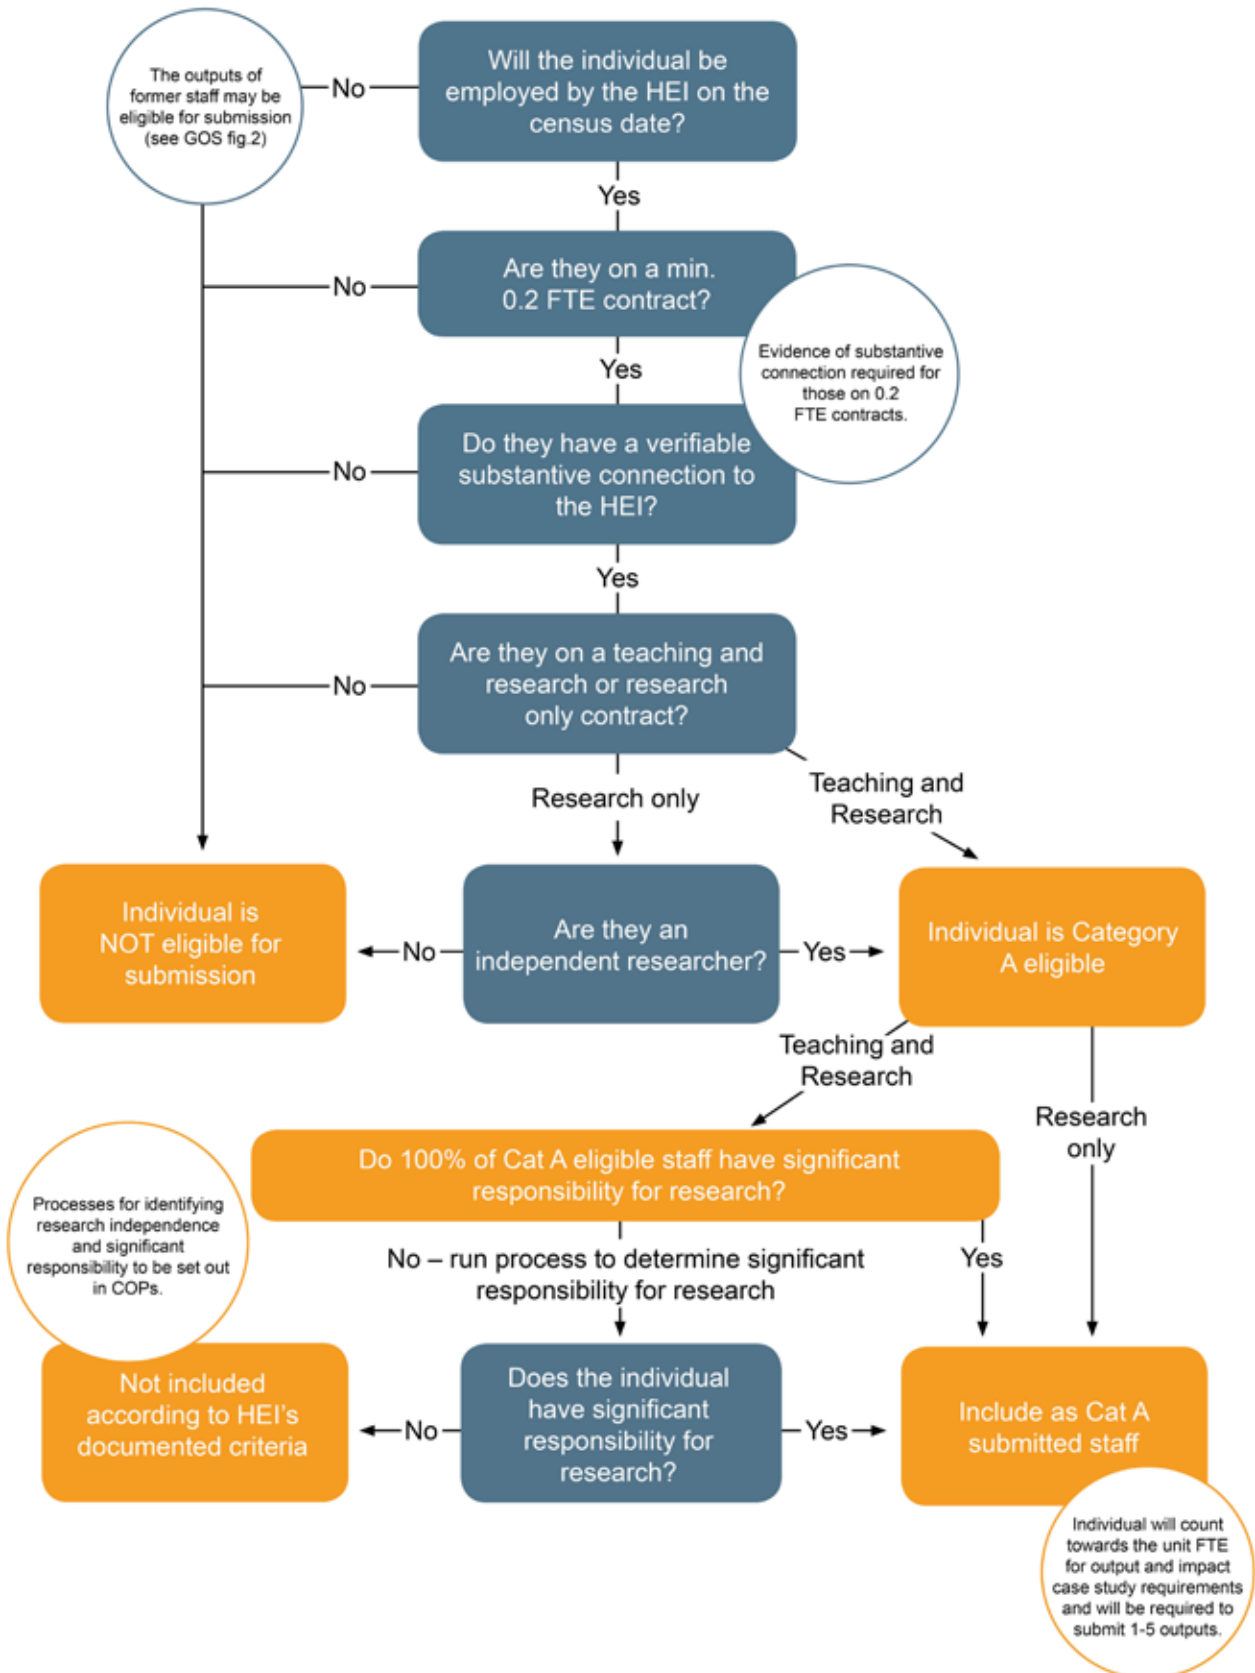 The outputs of
former staff may be
eligible for submission
(see GOS fig.2)
No
Will the individual be
employed by the HEI on the
census date?
Yes
No
Are they on a min.
0.2 FTE contract?
Yes
Evidence of substantive
connection required for
those on 0.2
FTE contracts.
No
Do they have a verifiable
substantive connection to
the HEI?
Yes
No
Are they on a teaching and
research or research
only contract?
Research only
Teaching and
Research
Individual is
NOT eligible for
submission
No
Are they an
independent researcher?
Yes
Individual is Category
A eligible
Teaching and
Research
Research
only
Do 100% of Cat A eligible staff have significant
responsibility for research?
Processes for identifying
research independence
and significant
responsibility to be set out
in COPs.
No – run process to determine significant
responsibility for research
Yes
Not included
according to HEI's
documented criteria
No
Does the individual
have significant
responsibility for
research?
Yes
Include as Cat A
submitted staff
Individual will count
towards the unit FTE
for output and impact
case study requirements
and will be required to
submit 1-5 outputs.